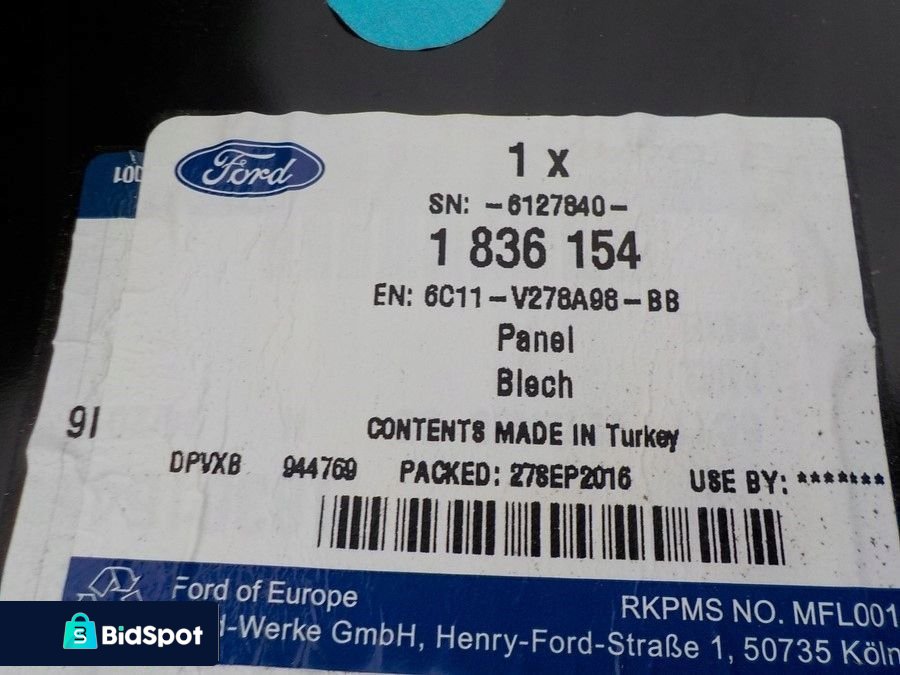 Ford
1 x
SN: -6127840-
1 836 154
EN: 6C11-V278A98-BB
Panel
Blech
CONTENTS MADE IN Turkey
DPVXB 944769 PACKED: 27SEP2016 USE BY: *******
Ford of Europe
RKPMS NO. MFL001
d-Werke GmbH, Henry-Ford-Straße 1, 50735 Köln
001
91
BidSpot